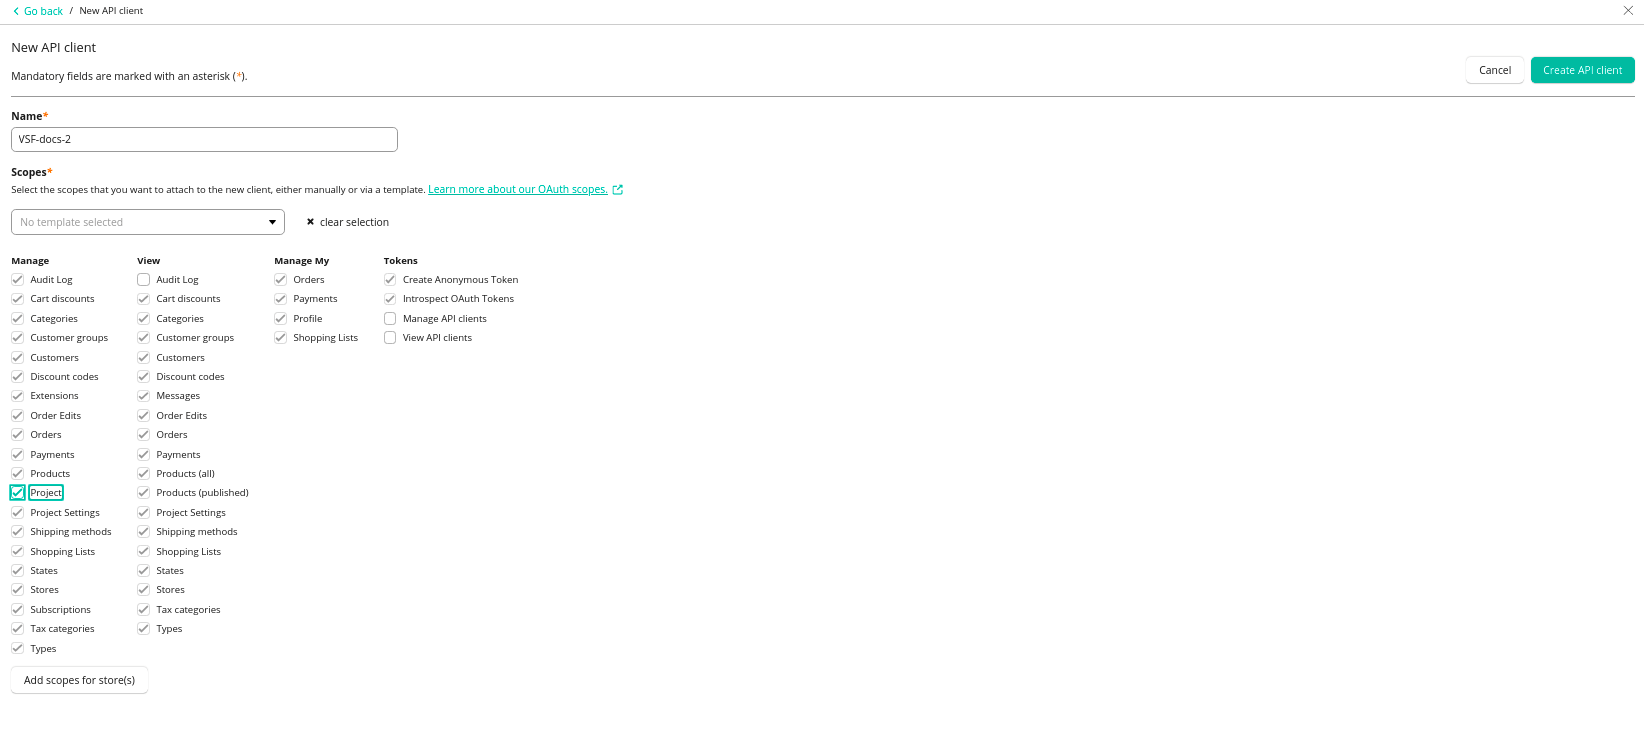 Go back / New API client
New API client
Mandatory fields are marked with an asterisk (*).
Cancel
Create API client
Name*
VSF-docs-2
Scopes*
Select the scopes that you want to attach to the new client, either manually or via a template. Learn more about our OAuth scopes.
No template selected
clear selection
Manage
Audit Log
Cart discounts
Categories
Customer groups
Customers
Discount codes
Extensions
Order Edits
Orders
Payments
Products
Project
Project Settings
Shipping methods
Shopping Lists
States
Stores
Subscriptions
Tax categories
Types
View
Audit Log
Cart discounts
Categories
Customer groups
Customers
Discount codes
Messages
Order Edits
Orders
Payments
Products (all)
Products (published)
Project Settings
Shipping methods
Shopping Lists
States
Stores
Tax categories
Types
Manage My
Orders
Payments
Profile
Shopping Lists
Tokens
Create Anonymous Token
Introspect OAuth Tokens
Manage API clients
View API clients
Add scopes for store(s)